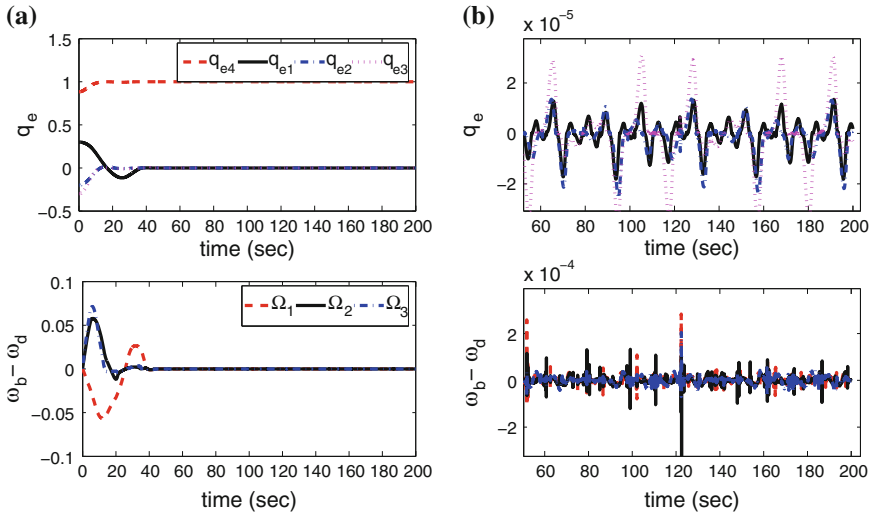 (a)
1.5
1
0.5
0
−0.5
q_e
q_e4 q_e1 q_e2 q_e3
0 20 40 60 80 100 120 140 160 180 200
time (sec)
0.1
0.05
0
−0.05
−0.1
ω_b − ω_d
Ω_1 Ω_2 Ω_3
0 20 40 60 80 100 120 140 160 180 200
time (sec)
(b)
x 10^−5
2
0
−2
q_e
60 80 100 120 140 160 180 200
time (sec)
x 10^−4
2
0
−2
ω_b − ω_d
60 80 100 120 140 160 180 200
time (sec)